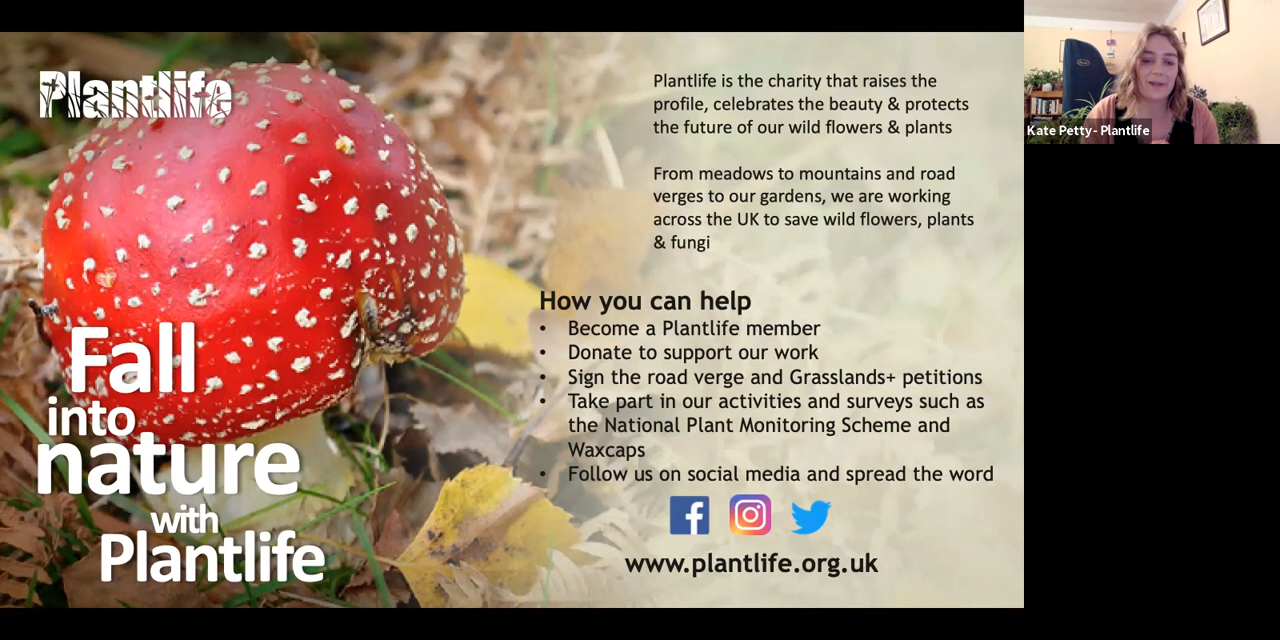 Plantlife
Fall
into
nature
with
Plantlife
Plantlife is the charity that raises the
profile, celebrates the beauty & protects
the future of our wild flowers & plants
From meadows to mountains and road
verges to our gardens, we are working
across the UK to save wild flowers, plants
& fungi
How you can help
• Become a Plantlife member
• Donate to support our work
• Sign the road verge and Grasslands+ petitions
• Take part in our activities and surveys such as
the National Plant Monitoring Scheme and
Waxcaps
• Follow us on social media and spread the word
www.plantlife.org.uk
Kate Petty - Plantlife